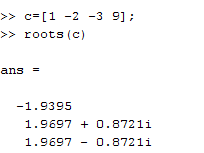 >> c=[1 -2 -3 9];
>> roots(c)
ans =
-1.9395
1.9697 + 0.8721i
1.9697 - 0.8721i